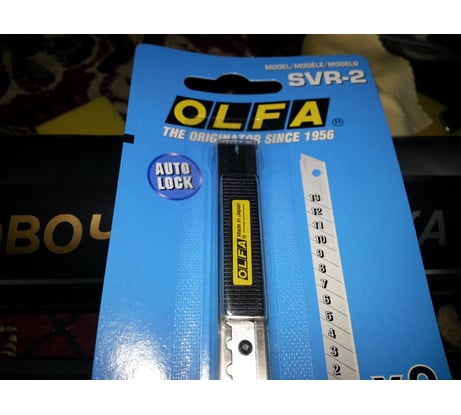 MODEL/MODÈLE/MODELO
SVR-2
OLFA®
THE ORIGINATOR SINCE 1956
AUTO
LOCK
OLFA®
Made in Japan
13
12
11
10
9
8
7
6
5
4
3
2